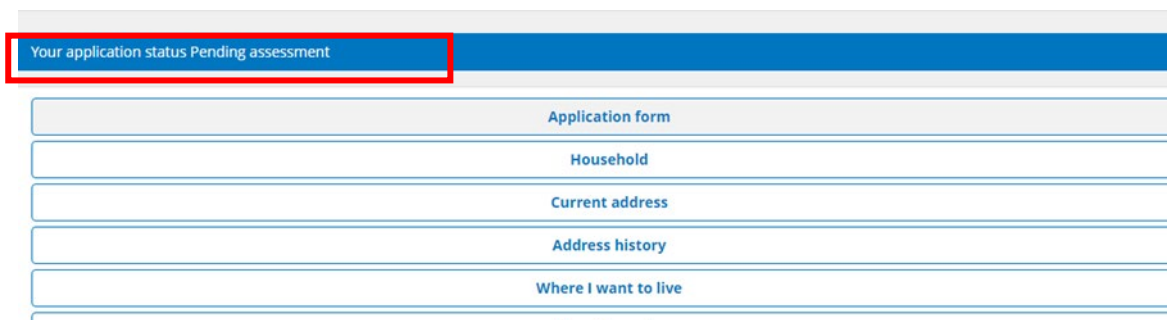 Your application status Pending assessment
Application form
Household
Current address
Address history
Where I want to live